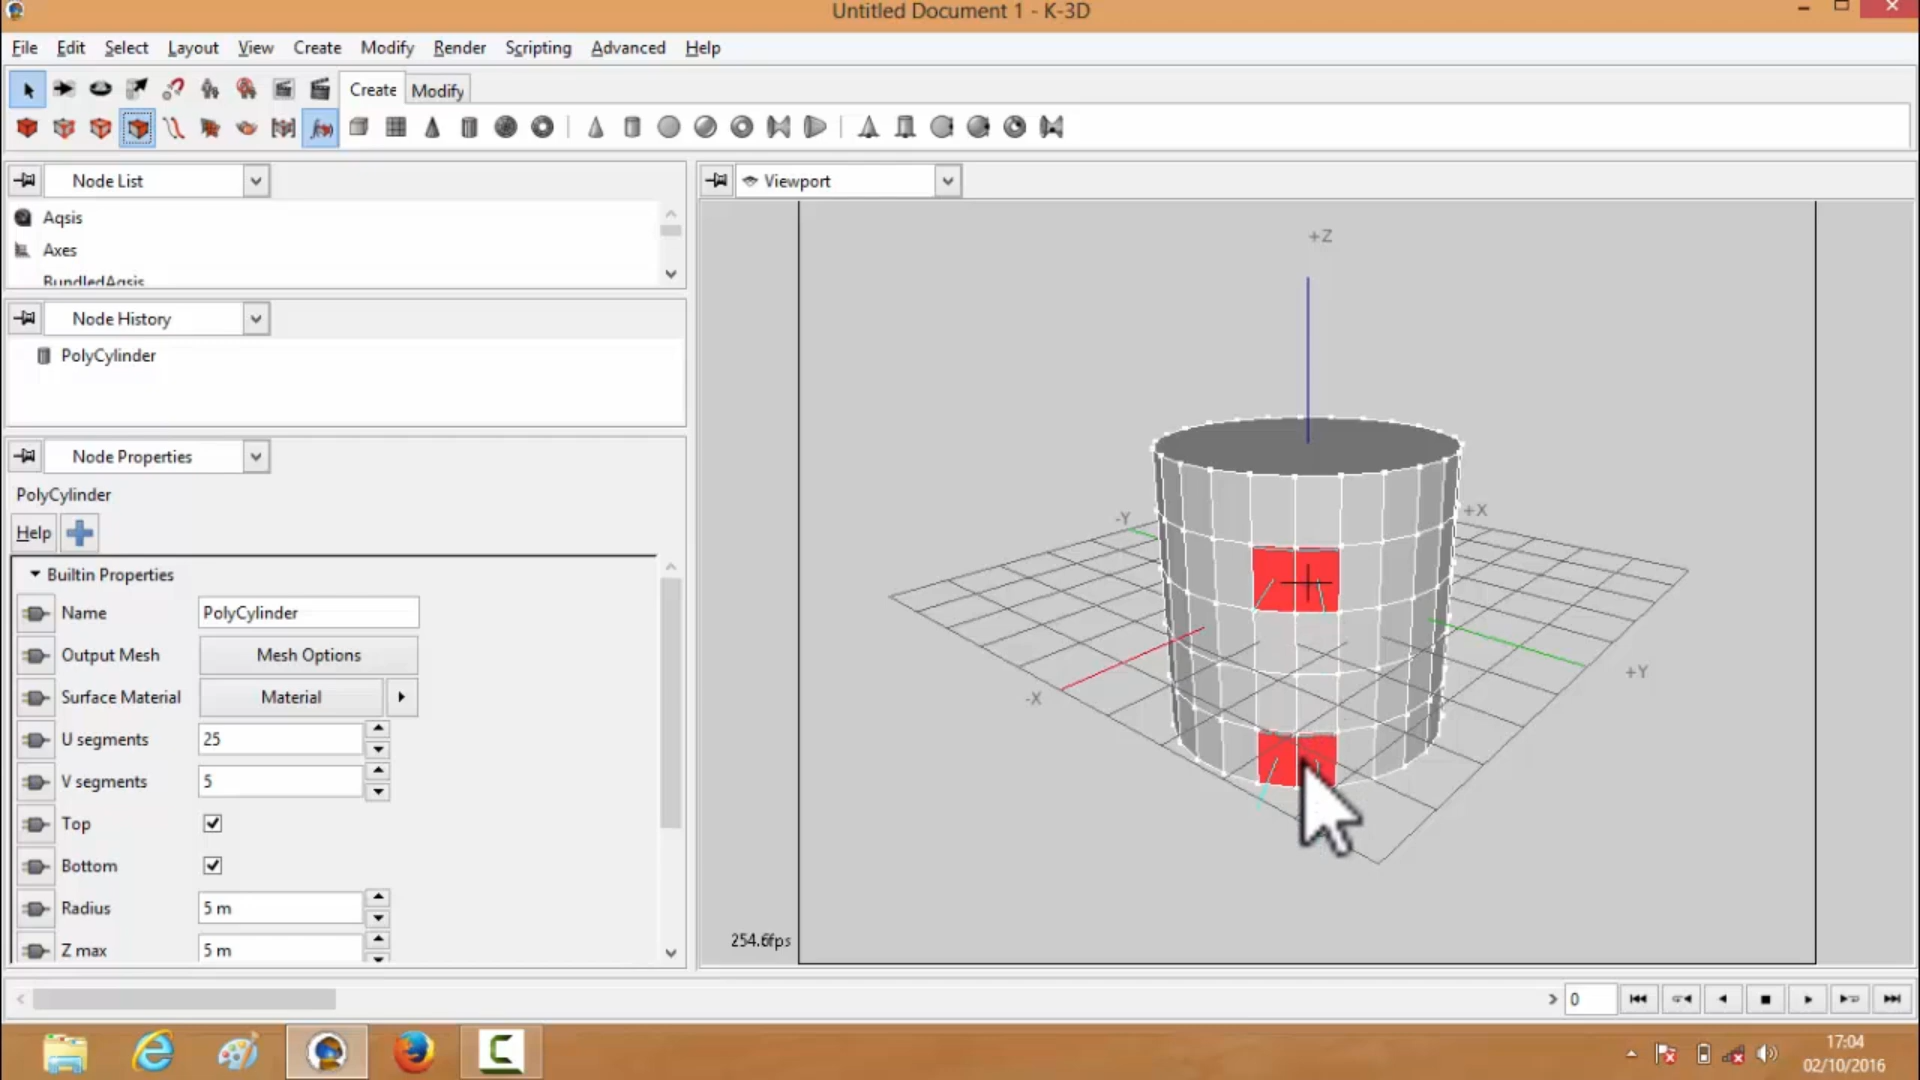 Untitled Document 1 - K-3D
File Edit Select Layout View Create Modify Render Scripting Advanced Help
Create Modify
Node List
Viewport
Aqsis
Axes
BundledAqsis
Node History
PolyCylinder
Node Properties
PolyCylinder
Help
Builtin Properties
Name PolyCylinder
Output Mesh Mesh Options
Surface Material Material
U segments 25
V segments 5
Top
Bottom
Radius 5 m
Z max 5 m
+Z
-Y
+X
-X
+Y
254.6fps
0
17:04
02/10/2016